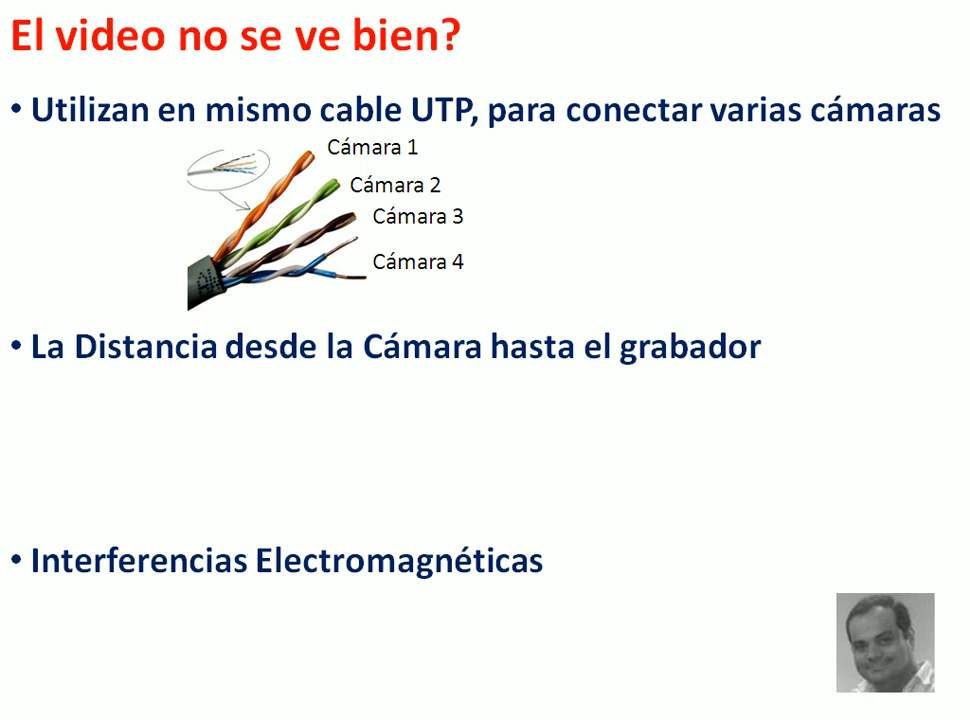 El video no se ve bien?
• Utilizan en mismo cable UTP, para conectar varias cámaras
Cámara 1
Cámara 2
Cámara 3
Cámara 4
• La Distancia desde la Cámara hasta el grabador
• Interferencias Electromagnéticas